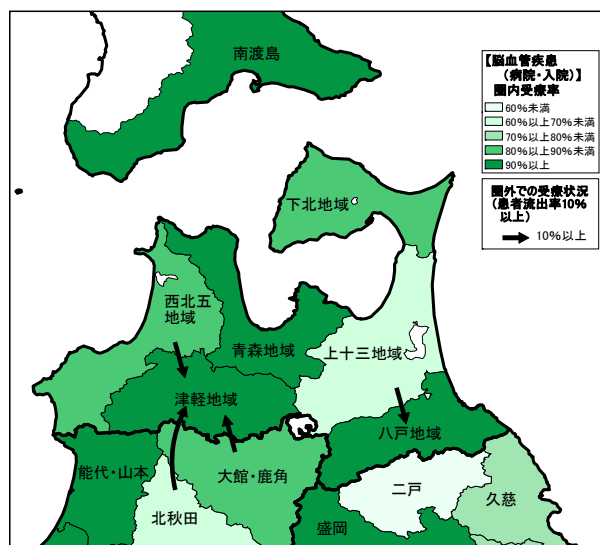 南渡島
【脳血管疾患
（病院・入院）】
圏内受療率
60％未満
60％以上70％未満
70％以上80％未満
80％以上90％未満
90％以上
圏外での受療状況
（患者流出率10％
以上）
10％以上
下北地域
西北五
地域
青森地域
上十三地域
津軽地域
八戸地域
能代・山本
大館・鹿角
二戸
久慈
北秋田
盛岡